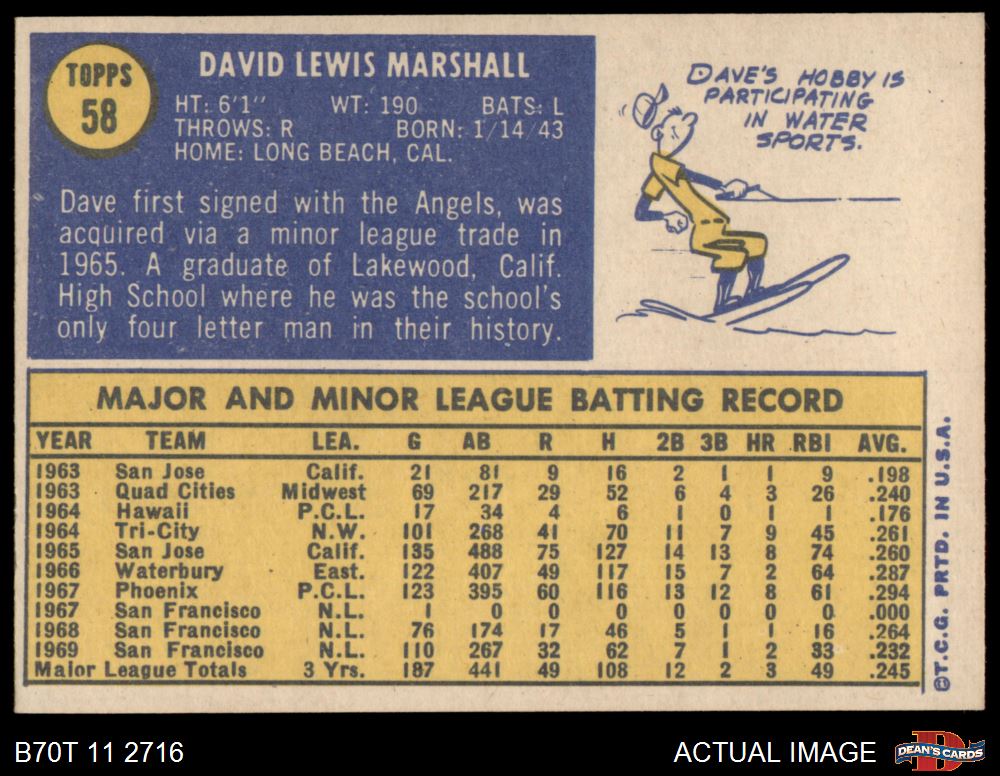 TOPPS
58
DAVID LEWIS MARSHALL
HT: 6'1" WT: 190 BATS: L
THROWS: R BORN: 1/14/43
HOME: LONG BEACH, CAL.
Dave first signed with the Angels, was
acquired via a minor league trade in
1965. A graduate of Lakewood, Calif.
High School where he was the school's
only four letter man in their history.
DAVE'S HOBBY IS
PARTICIPATING
IN WATER
SPORTS.
MAJOR AND MINOR LEAGUE BATTING RECORD
YEAR TEAM LEA. G AB R H 2B 3B HR RBI AVG.
1963 San Jose Calif. 21 81 9 16 2 1 1 9 .198
1963 Quad Cities Midwest 69 217 29 52 6 4 3 26 .240
1964 Hawaii P.C.L. 17 34 4 6 1 0 1 1 .176
1964 Tri-City N.W. 101 268 41 70 11 7 9 45 .261
1965 San Jose Calif. 135 488 75 127 14 13 8 74 .260
1966 Waterbury East. 122 407 49 117 15 7 2 64 .287
1967 Phoenix P.C.L. 123 395 60 116 13 12 8 61 .294
1967 San Francisco N.L. 1 0 0 0 0 0 0 0 .000
1968 San Francisco N.L. 76 174 17 46 5 1 1 16 .264
1969 San Francisco N.L. 110 267 32 62 7 1 2 33 .232
Major League Totals 3 Yrs. 187 441 49 108 12 2 3 49 .245
©T.C.G. PRTD. IN U.S.A.
B70T 11 2716
ACTUAL IMAGE
DEAN'S CARDS